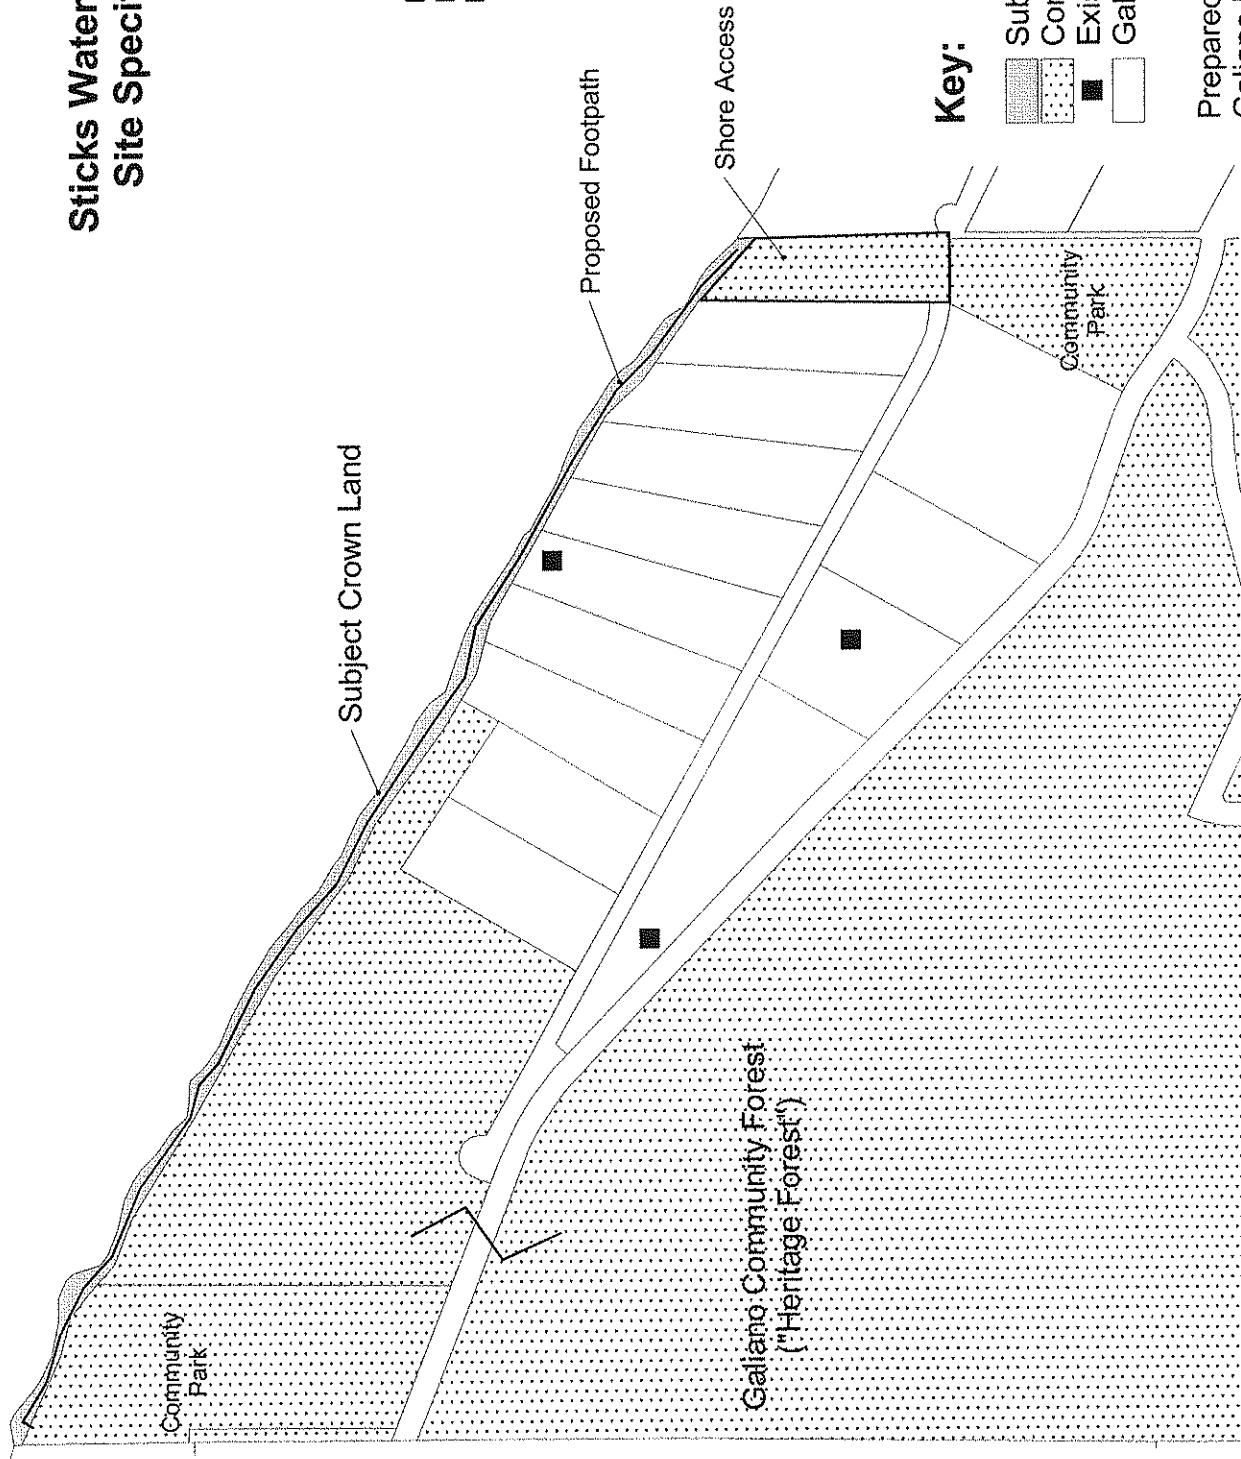 Sticks Water
Site Speci
Subject Crown Land
Proposed Footpath
Shore Access
Community
Park
Community
Park
Galiano Community Forest
("Heritage Forest")
Key:
Sub
Con
Exis
Gal
Prepared